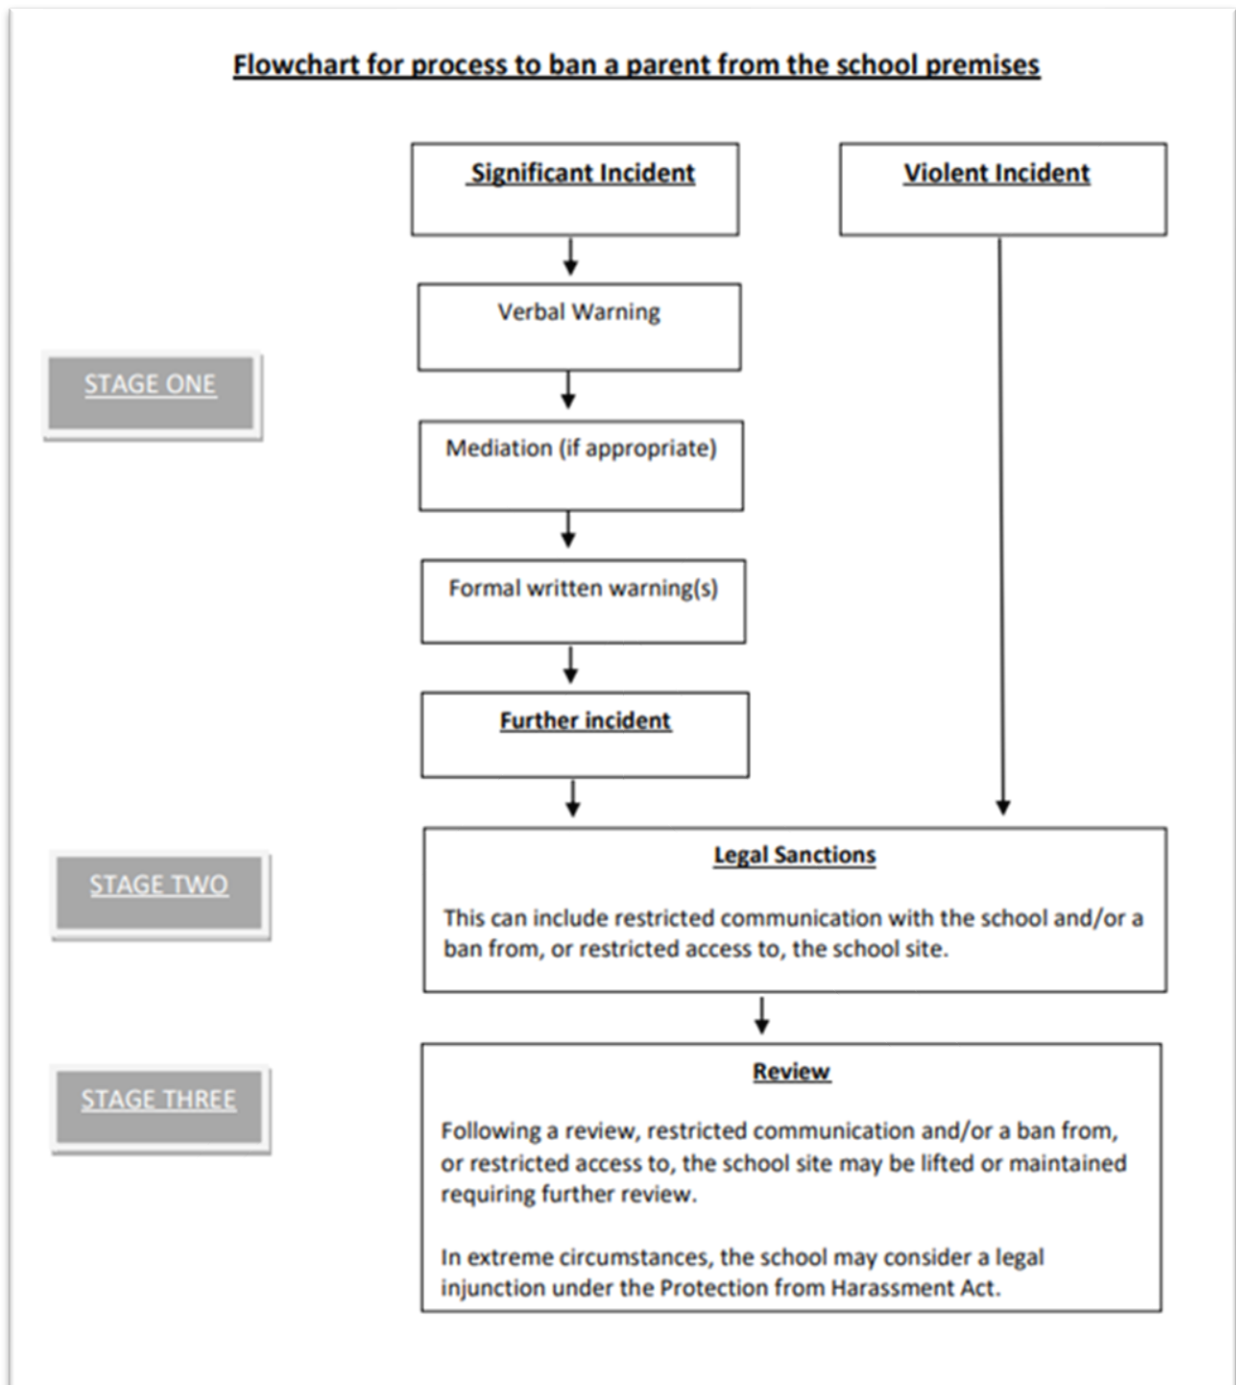 Flowchart for process to ban a parent from the school premises
Significant Incident
Violent Incident
Verbal Warning
STAGE ONE
Mediation (if appropriate)
Formal written warning(s)
Further incident
STAGE TWO
Legal Sanctions
This can include restricted communication with the school and/or a
ban from, or restricted access to, the school site.
STAGE THREE
Review
Following a review, restricted communication and/or a ban from,
or restricted access to, the school site may be lifted or maintained
requiring further review.
In extreme circumstances, the school may consider a legal
injunction under the Protection from Harassment Act.